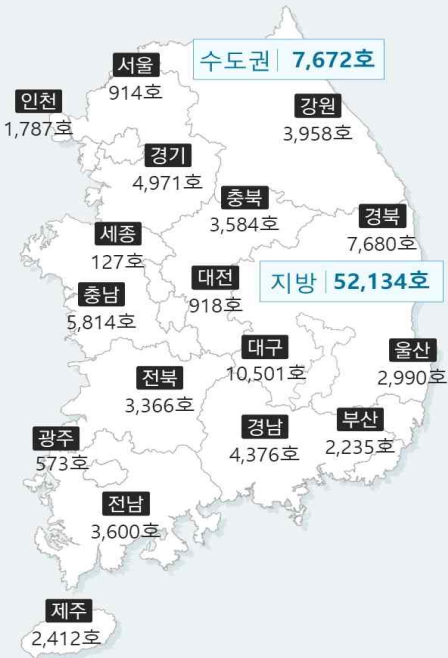 서울
914호
수도권 7,672호
인천
1,787호
강원
3,958호
경기
4,971호
충북
3,584호
경북
7,680호
세종
127호
대전
918호
지방 52,134호
충남
5,814호
대구
10,501호
울산
2,990호
전북
3,366호
경남
4,376호
부산
2,235호
광주
573호
전남
3,600호
제주
2,412호